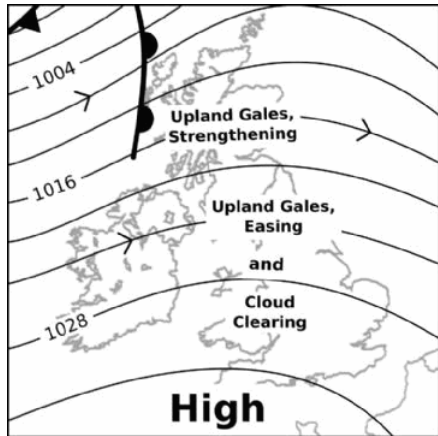 1004
Upland Gales,
Strengthening
1016
Upland Gales,
Easing
and
Cloud
Clearing
1028
High